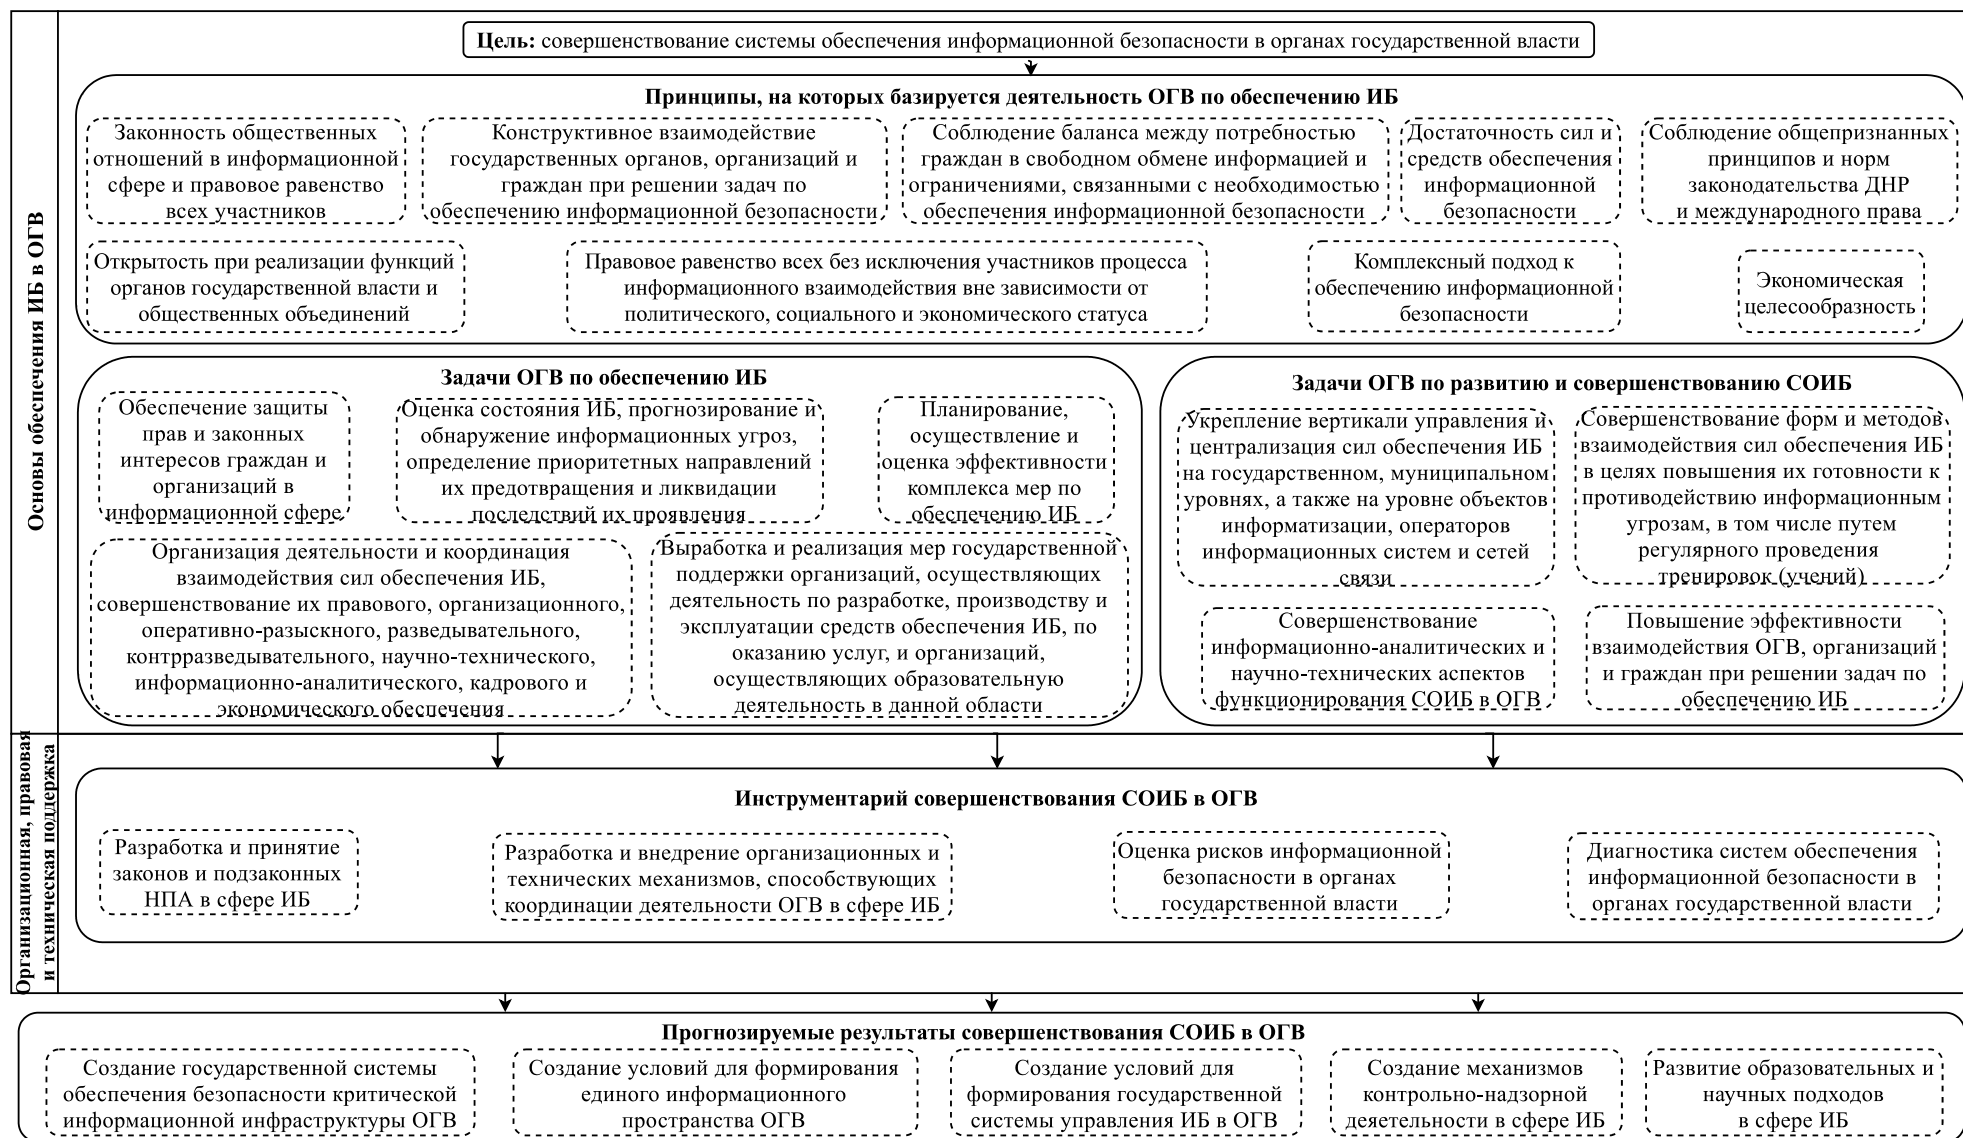 Цель: совершенствование системы обеспечения информационной безопасности в органах государственной власти
Основы обеспечения ИБ в ОГВ
Принципы, на которых базируется деятельность ОГВ по обеспечению ИБ
Законность общественных
отношений в информационной
сфере и правовое равенство
всех участников
Конструктивное взаимодействие
государственных органов, организаций и
граждан при решении задач по
обеспечению информационной безопасности
Соблюдение баланса между потребностью
граждан в свободном обмене информацией и
ограничениями, связанными с необходимостью
обеспечения информационной безопасности
Достаточность сил и
средств обеспечения
информационной
безопасности
Соблюдение общепризнанных
принципов и норм
законодательства ДНР
и международного права
Открытость при реализации функций
органов государственной власти и
общественных объединений
Правовое равенство всех без исключения участников процесса
информационного взаимодействия вне зависимости от
политического, социального и экономического статуса
Комплексный подход к
обеспечению информационной
безопасности
Экономическая
целесообразность
Задачи ОГВ по обеспечению ИБ
Обеспечение защиты
прав и законных
интересов граждан и
организаций в
информационной сфере
Оценка состояния ИБ, прогнозирование и
обнаружение информационных угроз,
определение приоритетных направлений
их предотвращения и ликвидации
последствий их проявления
Планирование,
осуществление и
оценка эффективности
комплекса мер по
обеспечению ИБ
Организация деятельности и координация
взаимодействия сил обеспечения ИБ,
совершенствование их правового, организационного,
оперативно-разыскного, разведывательного,
контрразведывательного, научно-технического,
информационно-аналитического, кадрового и
экономического обеспечения
Выработка и реализация мер государственной
поддержки организаций, осуществляющих
деятельность по разработке, производству и
эксплуатации средств обеспечения ИБ, по
оказанию услуг, и организаций,
осуществляющих образовательную
деятельность в данной области
Задачи ОГВ по развитию и совершенствованию СОИБ
Укрепление вертикали управления и
централизация сил обеспечения ИБ
на государственном, муниципальном
уровнях, а также на уровне объектов
информатизации, операторов
информационных систем и сетей
связи
Совершенствование форм и методов
взаимодействия сил обеспечения ИБ
в целях повышения их готовности к
противодействию информационным
угрозам, в том числе путем
регулярного проведения
тренировок (учений)
Совершенствование
информационно-аналитических и
научно-технических аспектов
функционирования СОИБ в ОГВ
Повышение эффективности
взаимодействия ОГВ, организаций
и граждан при решении задач по
обеспечению ИБ
Организационная, правовая
и техническая поддержка
Инструментарий совершенствования СОИБ в ОГВ
Разработка и принятие
законов и подзаконных
НПА в сфере ИБ
Разработка и внедрение организационных и
технических механизмов, способствующих
координации деятельности ОГВ в сфере ИБ
Оценка рисков информационной
безопасности в органах
государственной власти
Диагностика систем обеспечения
информационной безопасности в
органах государственной власти
Прогнозируемые результаты совершенствования СОИБ в ОГВ
Создание государственной системы
обеспечения безопасности критической
информационной инфраструктуры ОГВ
Создание условий для формирования
единого информационного
пространства ОГВ
Создание условий для
формирования государственной
системы управления ИБ в ОГВ
Создание механизмов
контрольно-надзорной
деяетельности в сфере ИБ
Развитие образовательных и
научных подходов
в сфере ИБ